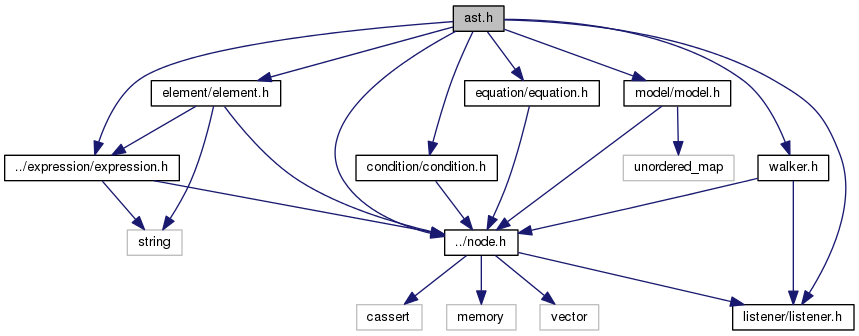 ast.h
element/element.h
equation/equation.h
model/model.h
../expression/expression.h
condition/condition.h
unordered_map
walker.h
string
../node.h
cassert
memory
vector
listener/listener.h